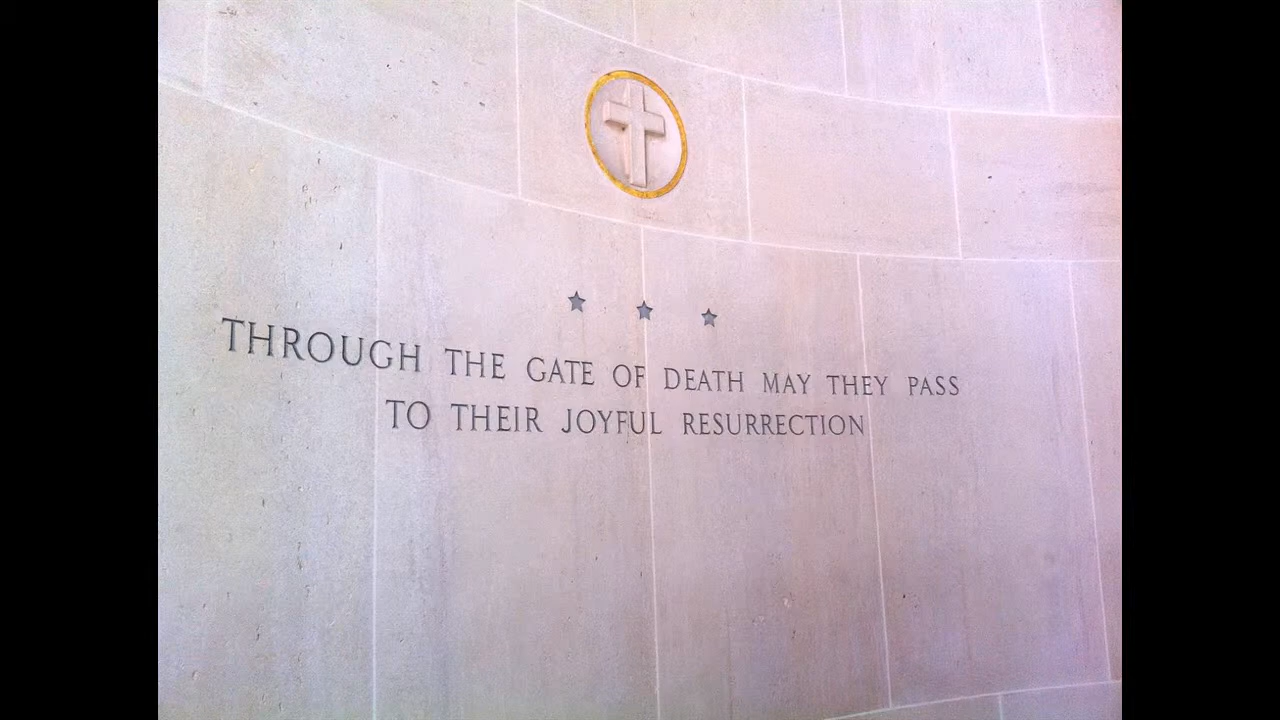 THROUGH THE GATE OF DEATH MAY THEY PASS
TO THEIR JOYFUL RESURRECTION